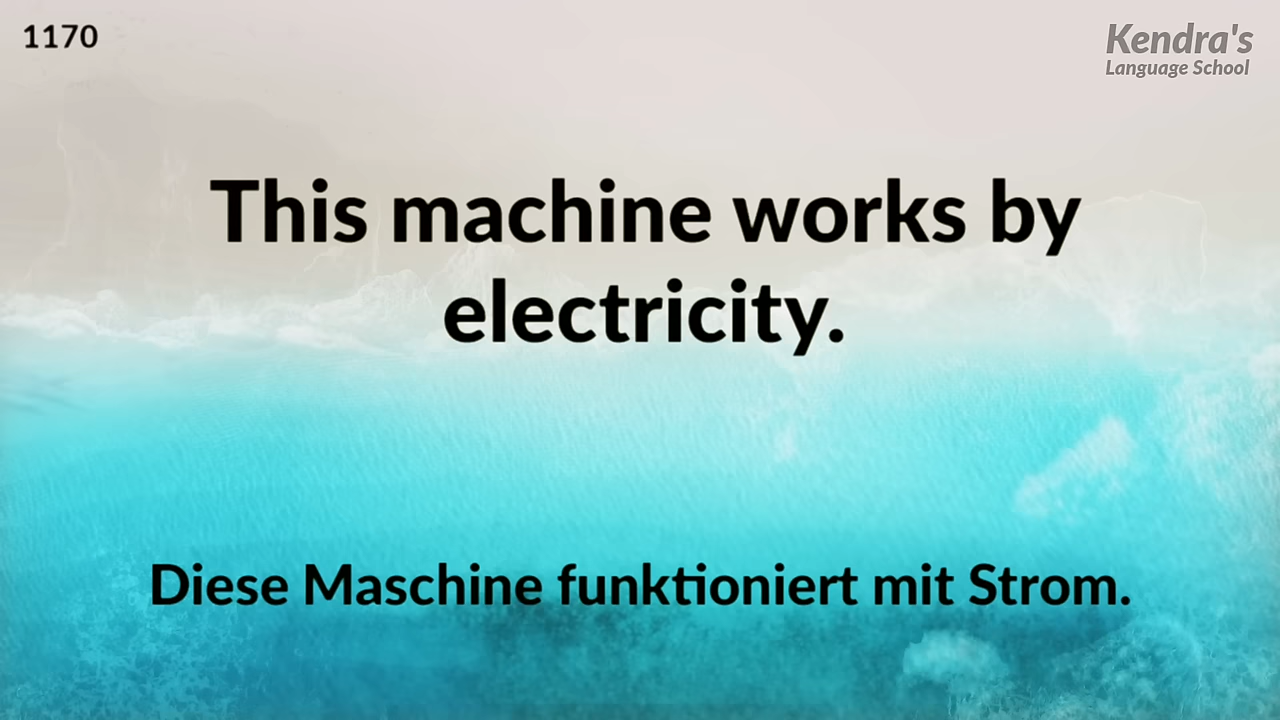 1170
Kendra's
Language School
This machine works by
electricity.
Diese Maschine funktioniert mit Strom.